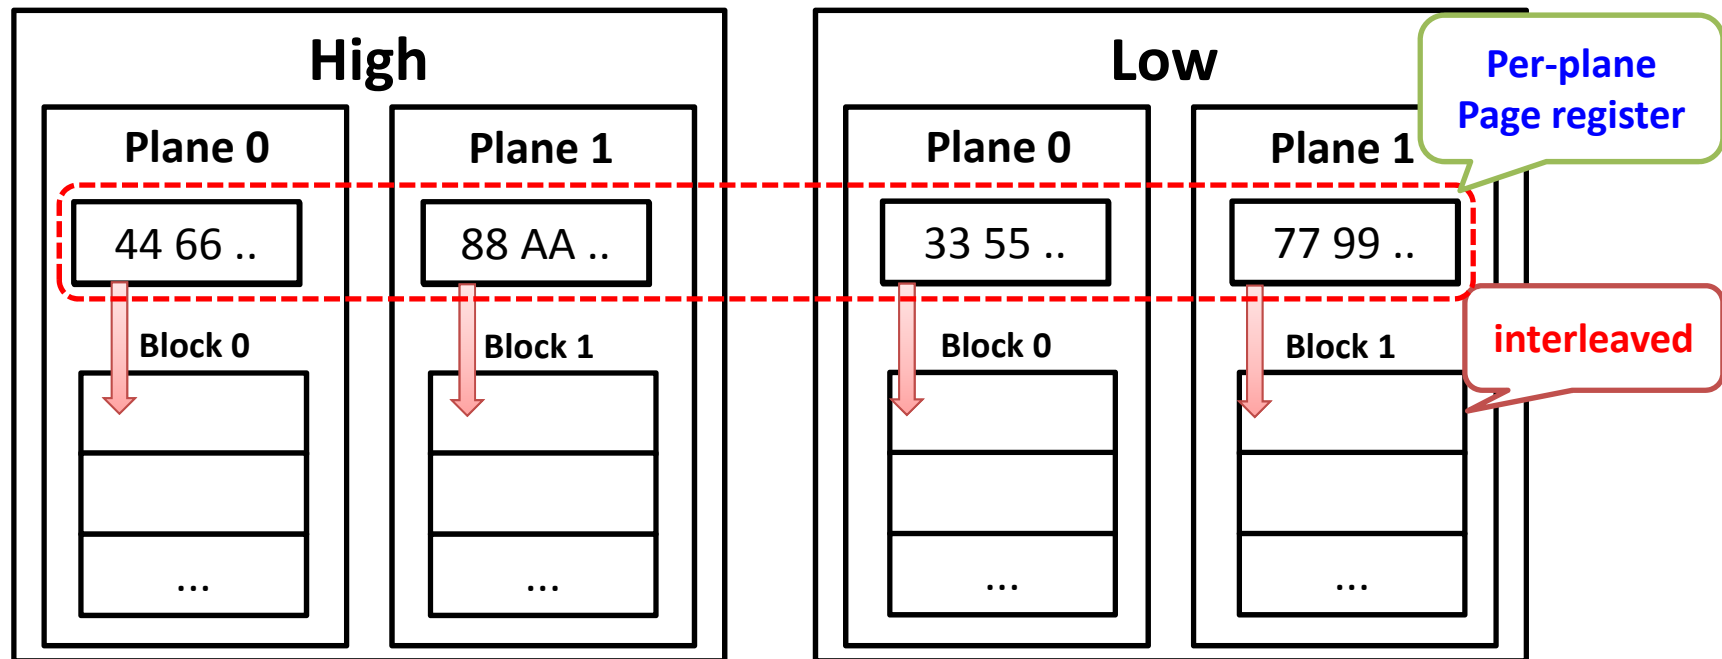 High
Plane 0
44 66 ..
Block 0
...
Plane 1
88 AA ..
Block 1
...
Low
Plane 0
33 55 ..
Block 0
...
Plane 1
77 99 ..
Block 1
...
Per-plane
Page register
interleaved